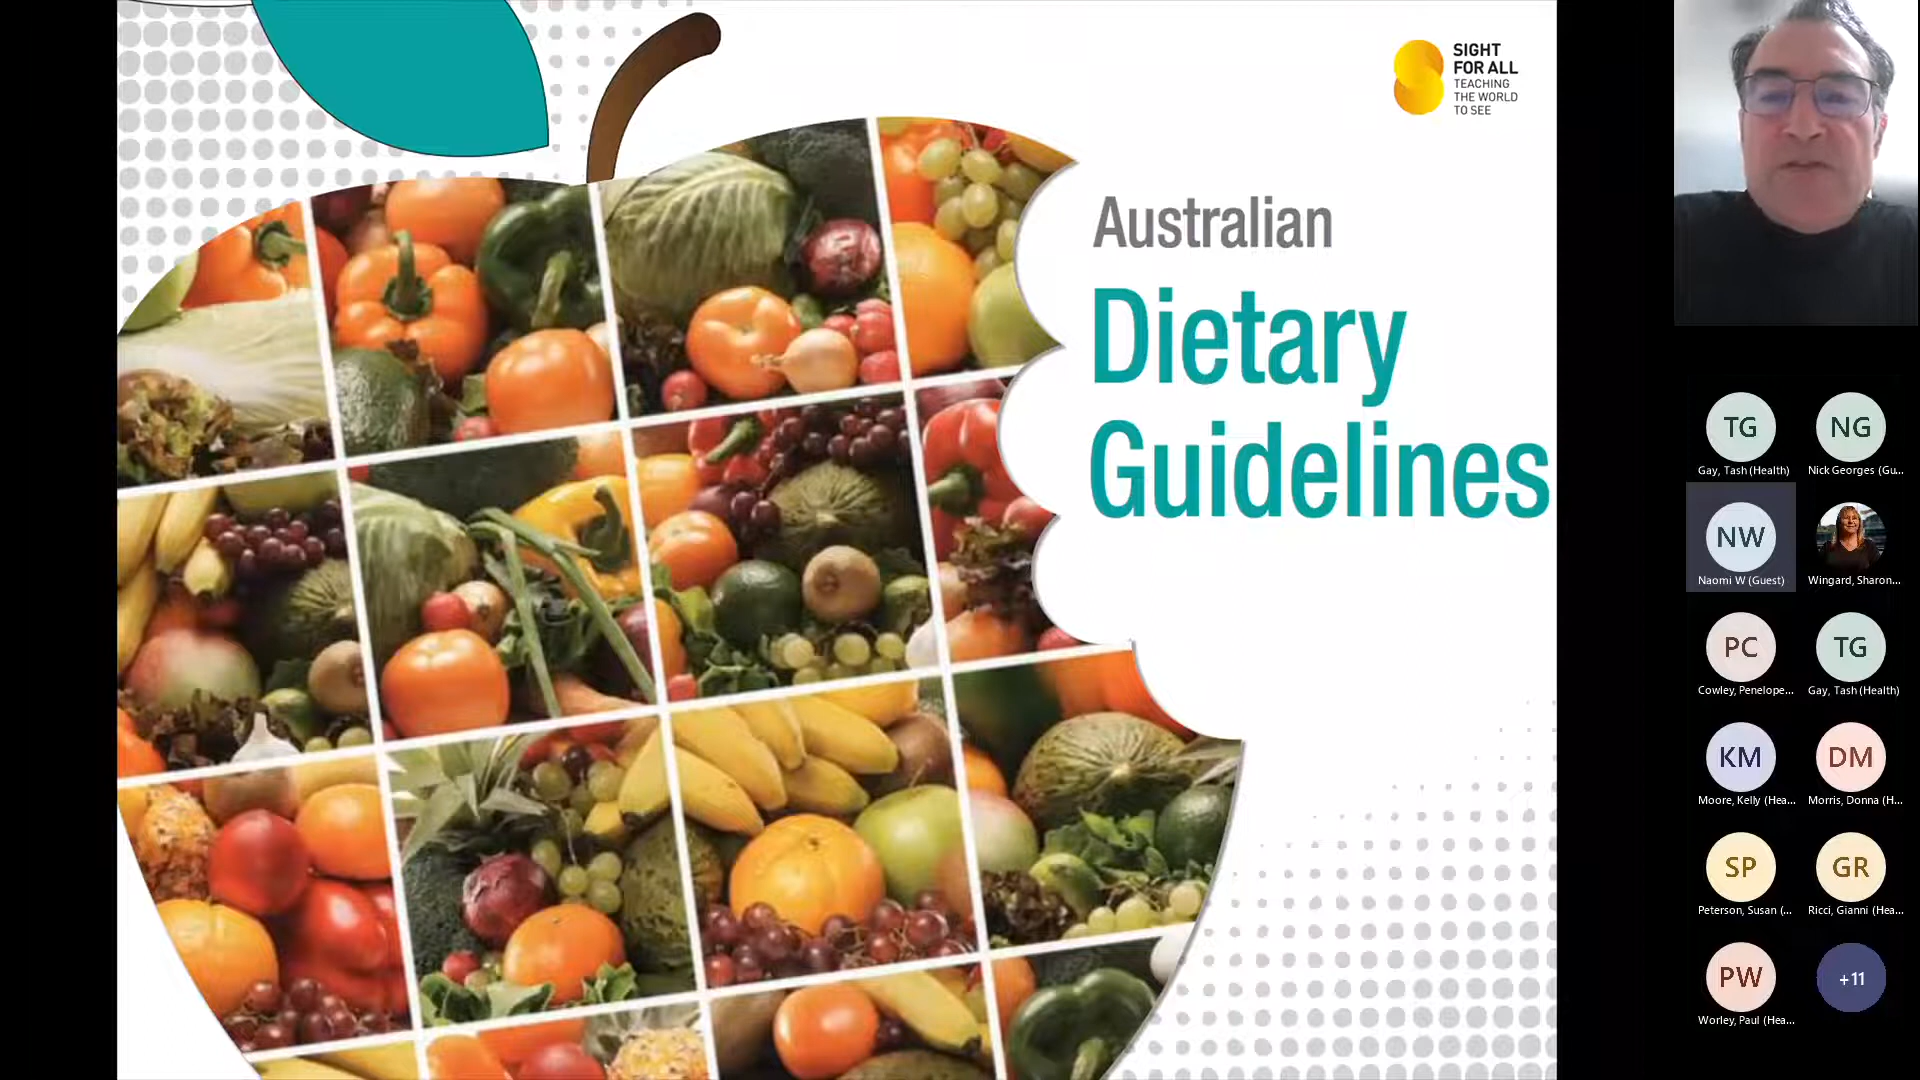 SIGHT
FOR ALL
TEACHING
THE WORLD
TO SEE
Australian
Dietary
Guidelines
TG
NG
Gay, Tash (Health)
Nick Georges (Gu...
NW
Naomi W (Guest)
Wingard, Sharon...
PC
TG
Cowley, Penelope...
Gay, Tash (Health)
KM
DM
Moore, Kelly (Hea...
Morris, Donna (H...
SP
GR
Peterson, Susan (...
Ricci, Gianni (Hea...
PW
+11
Worley, Paul (Hea...